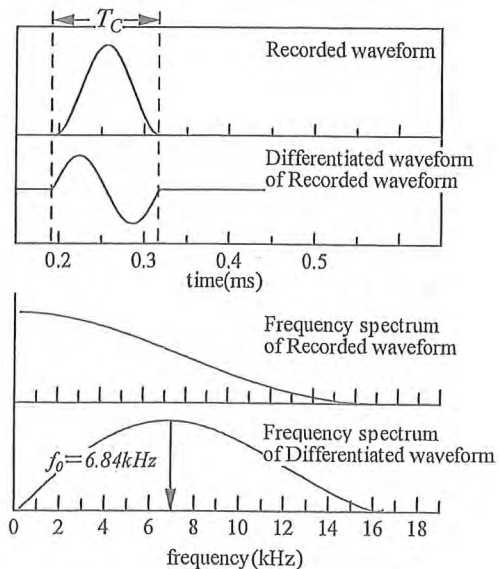 T_C
Recorded waveform
Differentiated waveform
of Recorded waveform
0.2 0.3 0.4 0.5
time(ms)
Frequency spectrum
of Recorded waveform
Frequency spectrum
of Differentiated waveform
f_0=6.84kHz
0 2 4 6 8 10 12 14 16 18
frequency(kHz)